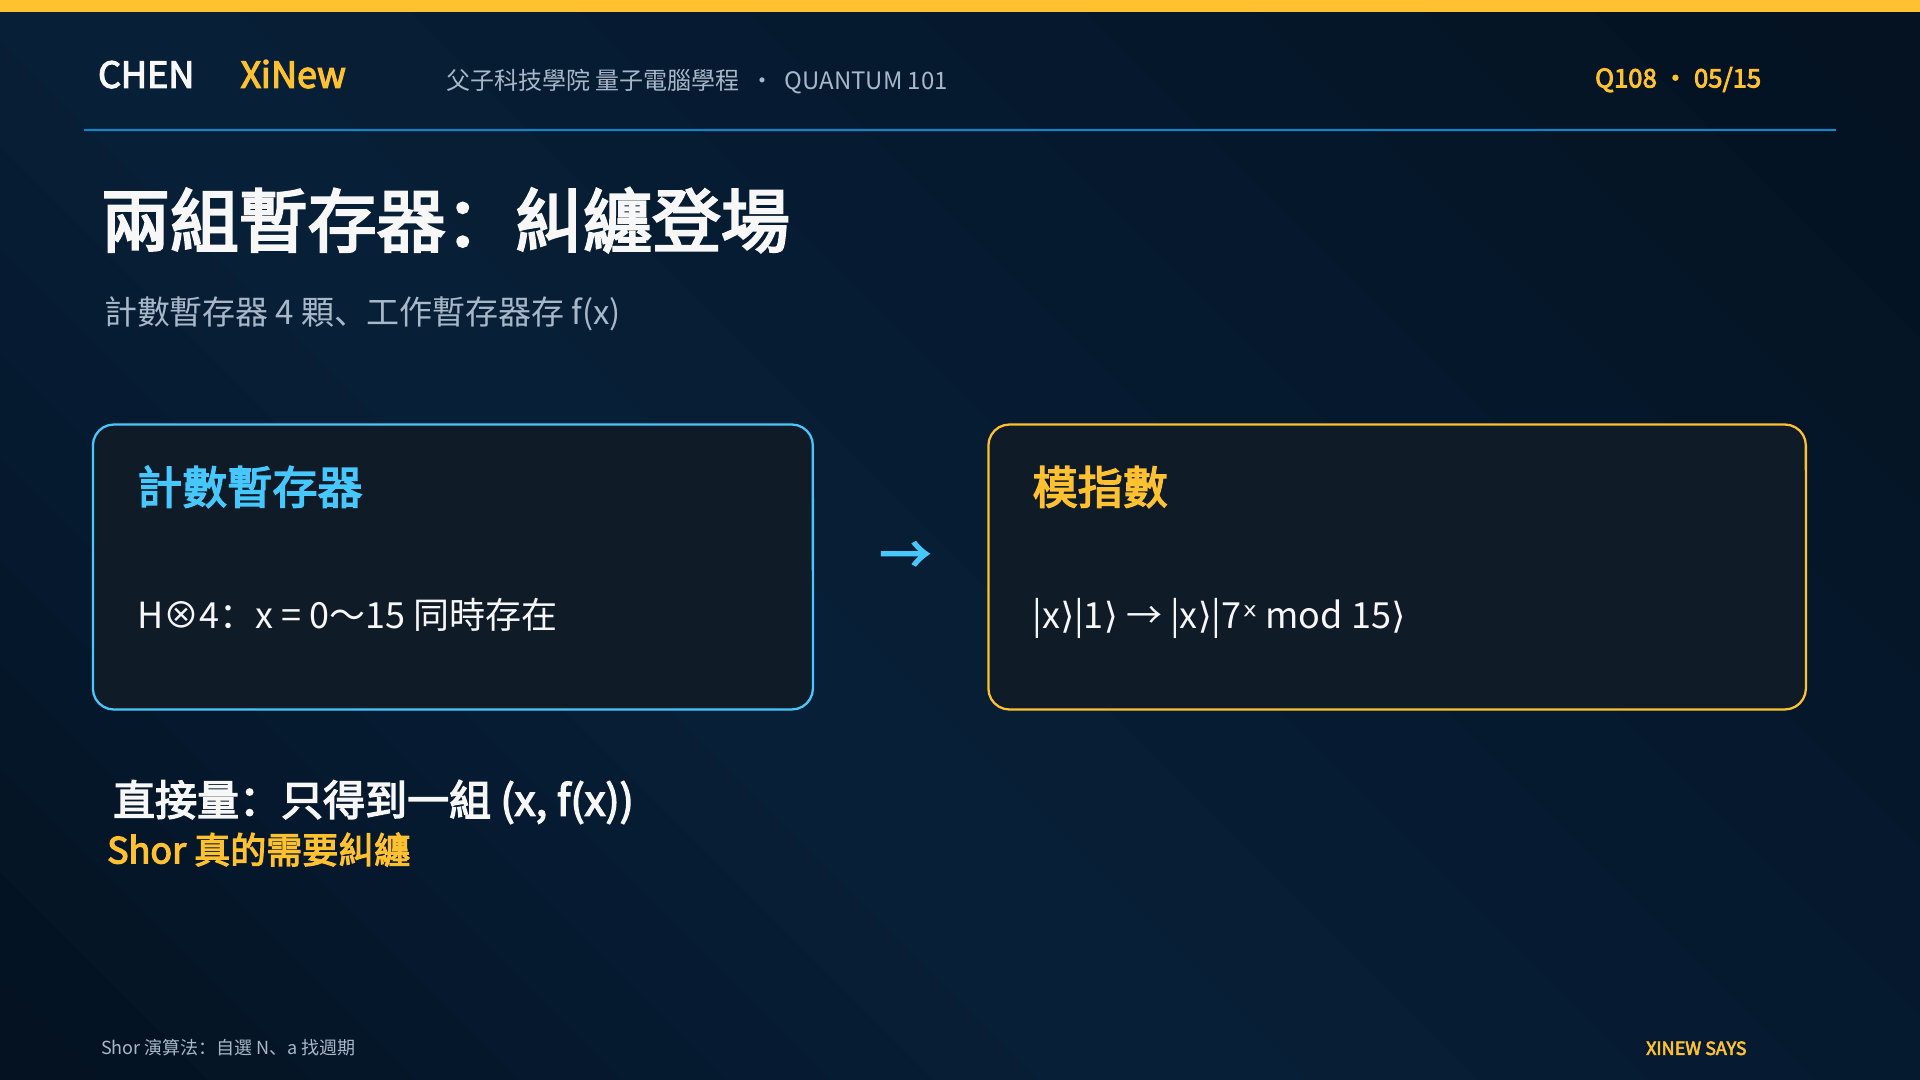 CHEN XiNew 父子科技學院 量子電腦學程 · QUANTUM 101 Q108 · 05/15
兩組暫存器：糾纏登場
計數暫存器 4 顆、工作暫存器存 f(x)
計數暫存器
H⊗4：x = 0～15 同時存在
→
模指數
|x⟩|1⟩ → |x⟩|7ˣ mod 15⟩
直接量：只得到一組 (x, f(x))
Shor 真的需要糾纏
Shor 演算法：自選 N、a 找週期
XINEW SAYS